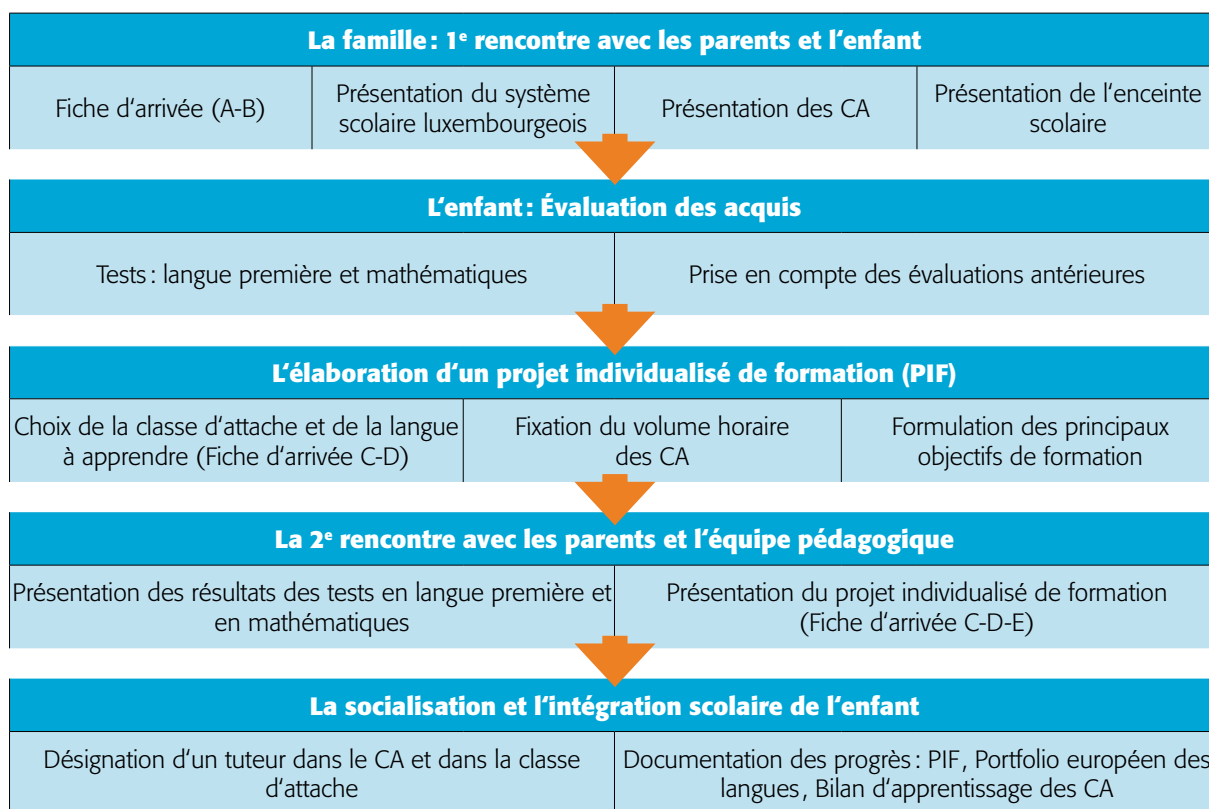 La famille : 1e rencontre avec les parents et l'enfant
Fiche d'arrivée (A-B)
Présentation du système
scolaire luxembourgeois
Présentation des CA
Présentation de l'enceinte
scolaire
L'enfant : Évaluation des acquis
Tests : langue première et mathématiques
Prise en compte des évaluations antérieures
L'élaboration d'un projet individualisé de formation (PIF)
Choix de la classe d'attache et de la langue
à apprendre (Fiche d'arrivée C-D)
Fixation du volume horaire
des CA
Formulation des principaux
objectifs de formation
La 2e rencontre avec les parents et l'équipe pédagogique
Présentation des résultats des tests en langue première et
en mathématiques
Présentation du projet individualisé de formation
(Fiche d'arrivée C-D-E)
La socialisation et l'intégration scolaire de l'enfant
Désignation d'un tuteur dans le CA et dans la classe
d'attache
Documentation des progrès : PIF, Portfolio européen des
langues, Bilan d'apprentissage des CA